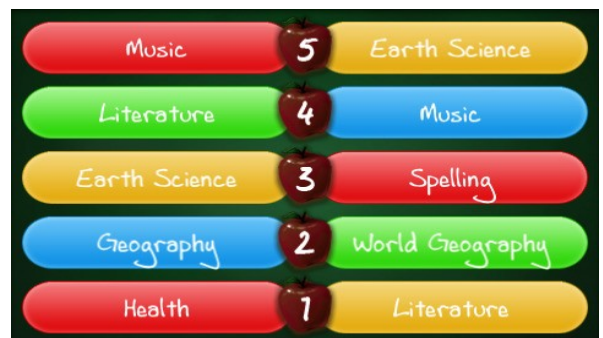 Music 5 Earth Science
Literature 4 Music
Earth Science 3 Spelling
Geography 2 World Geography
Health 1 Literature